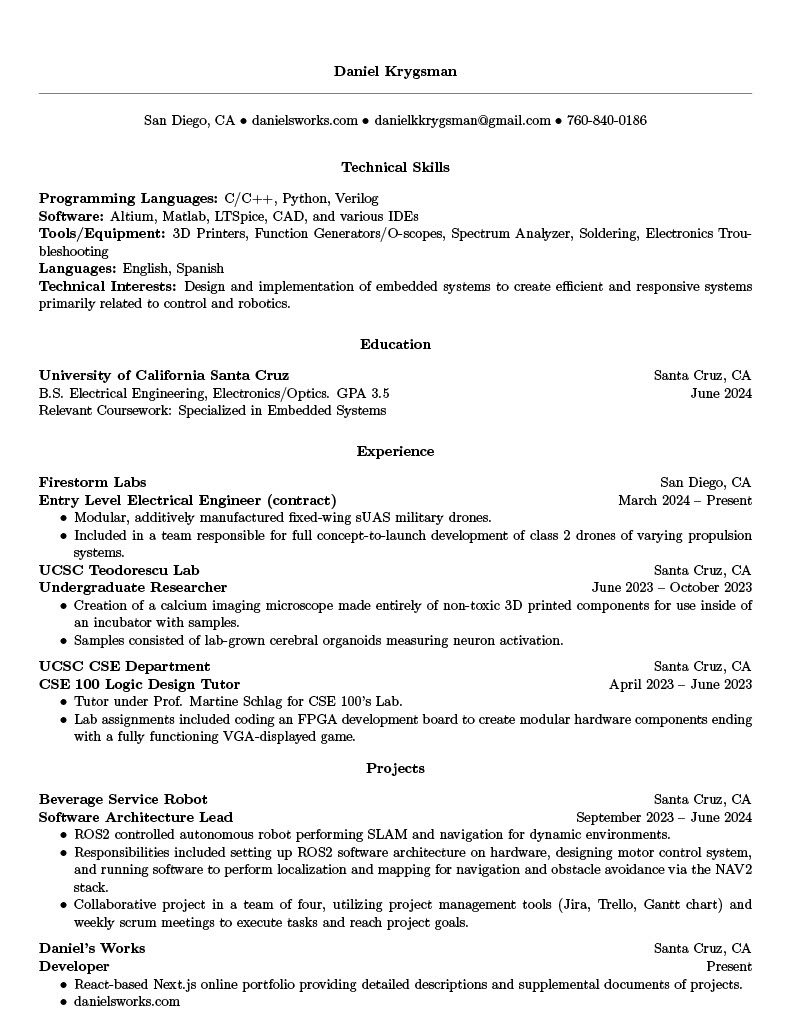 Daniel Krygsman
San Diego, CA • danielsworks.com • danielkkrygsman@gmail.com • 760-840-0186
Technical Skills
Programming Languages: C/C++, Python, Verilog
Software: Altium, Matlab, LTSpice, CAD, and various IDEs
Tools/Equipment: 3D Printers, Function Generators/O-scopes, Spectrum Analyzer, Soldering, Electronics Trou-
bleshooting
Languages: English, Spanish
Technical Interests: Design and implementation of embedded systems to create efficient and responsive systems
primarily related to control and robotics.
Education
University of California Santa Cruz Santa Cruz, CA
B.S. Electrical Engineering, Electronics/Optics. GPA 3.5 June 2024
Relevant Coursework: Specialized in Embedded Systems
Experience
Firestorm Labs San Diego, CA
Entry Level Electrical Engineer (contract) March 2024 – Present
• Modular, additively manufactured fixed-wing sUAS military drones.
• Included in a team responsible for full concept-to-launch development of class 2 drones of varying propulsion
systems.
UCSC Teodorescu Lab Santa Cruz, CA
Undergraduate Researcher June 2023 – October 2023
• Creation of a calcium imaging microscope made entirely of non-toxic 3D printed components for use inside of
an incubator with samples.
• Samples consisted of lab-grown cerebral organoids measuring neuron activation.
UCSC CSE Department Santa Cruz, CA
CSE 100 Logic Design Tutor April 2023 – June 2023
• Tutor under Prof. Martine Schlag for CSE 100's Lab.
• Lab assignments included coding an FPGA development board to create modular hardware components ending
with a fully functioning VGA-displayed game.
Projects
Beverage Service Robot Santa Cruz, CA
Software Architecture Lead September 2023 – June 2024
• ROS2 controlled autonomous robot performing SLAM and navigation for dynamic environments.
• Responsibilities included setting up ROS2 software architecture on hardware, designing motor control system,
and running software to perform localization and mapping for navigation and obstacle avoidance via the NAV2
stack.
• Collaborative project in a team of four, utilizing project management tools (Jira, Trello, Gantt chart) and
weekly scrum meetings to execute tasks and reach project goals.
Daniel's Works Santa Cruz, CA
Developer Present
• React-based Next.js online portfolio providing detailed descriptions and supplemental documents of projects.
• danielsworks.com